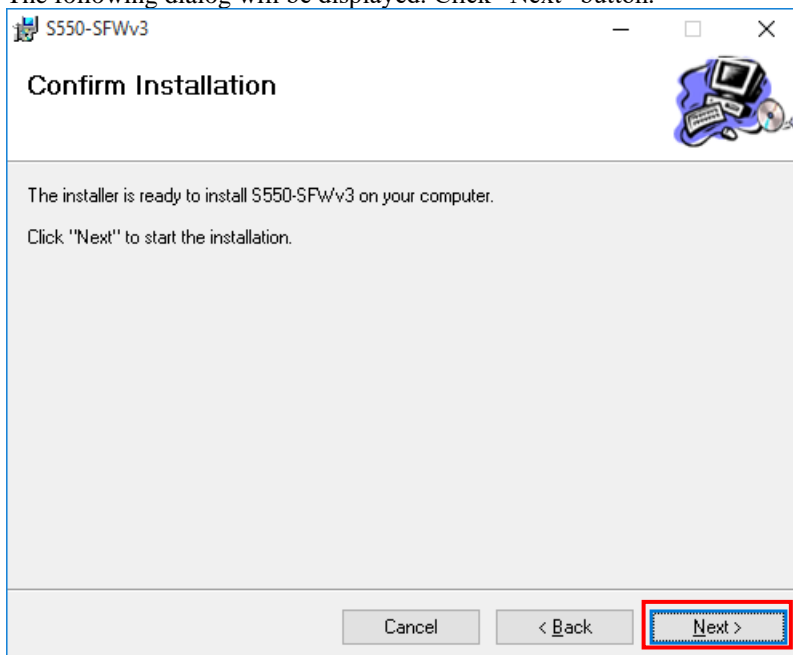 The following dialog will be displayed. Click "Next" button.
S550-SFWv3
Confirm Installation
The installer is ready to install S550-SFWv3 on your computer.
Click "Next" to start the installation.
Cancel
< Back
Next >